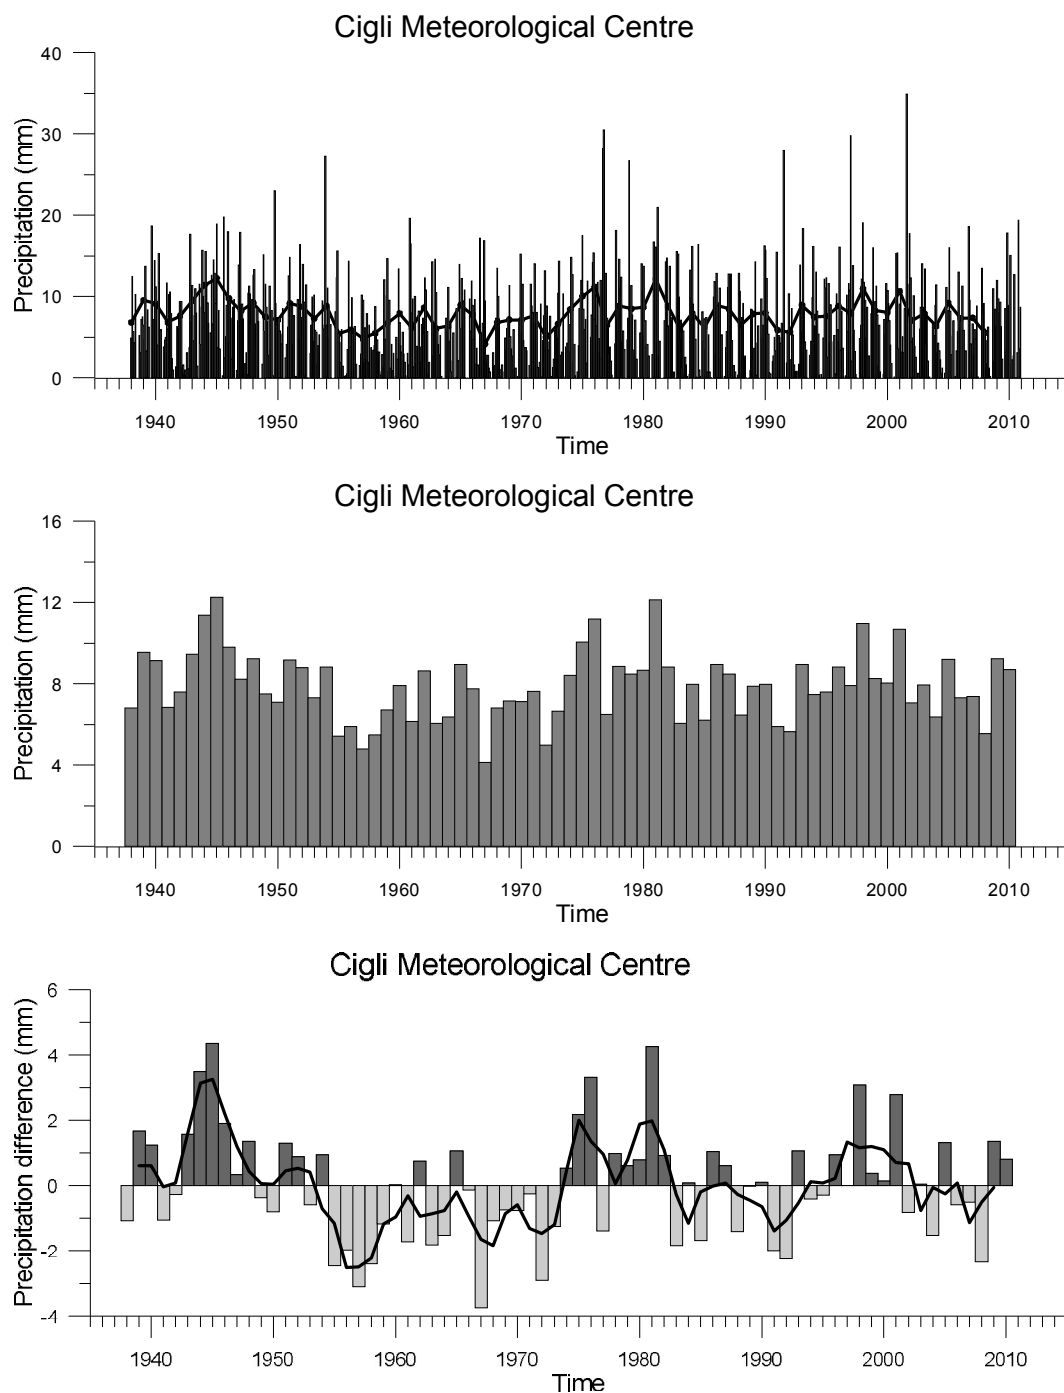 Cigli Meteorological Centre
40
30
20
10
0
Precipitation (mm)
1940 1950 1960 1970 1980 1990 2000 2010
Time
Cigli Meteorological Centre
16
12
8
4
0
Precipitation (mm)
1940 1950 1960 1970 1980 1990 2000 2010
Time
Cigli Meteorological Centre
6
4
2
0
-2
-4
Precipitation difference (mm)
1940 1950 1960 1970 1980 1990 2000 2010
Time